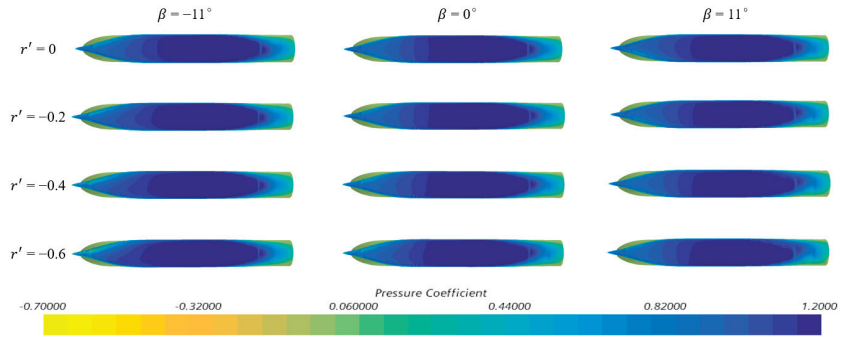 β = −11° β = 0° β = 11°
r′ = 0
r′ = −0.2
r′ = −0.4
r′ = −0.6
Pressure Coefficient
-0.70000 -0.32000 0.060000 0.44000 0.82000 1.2000